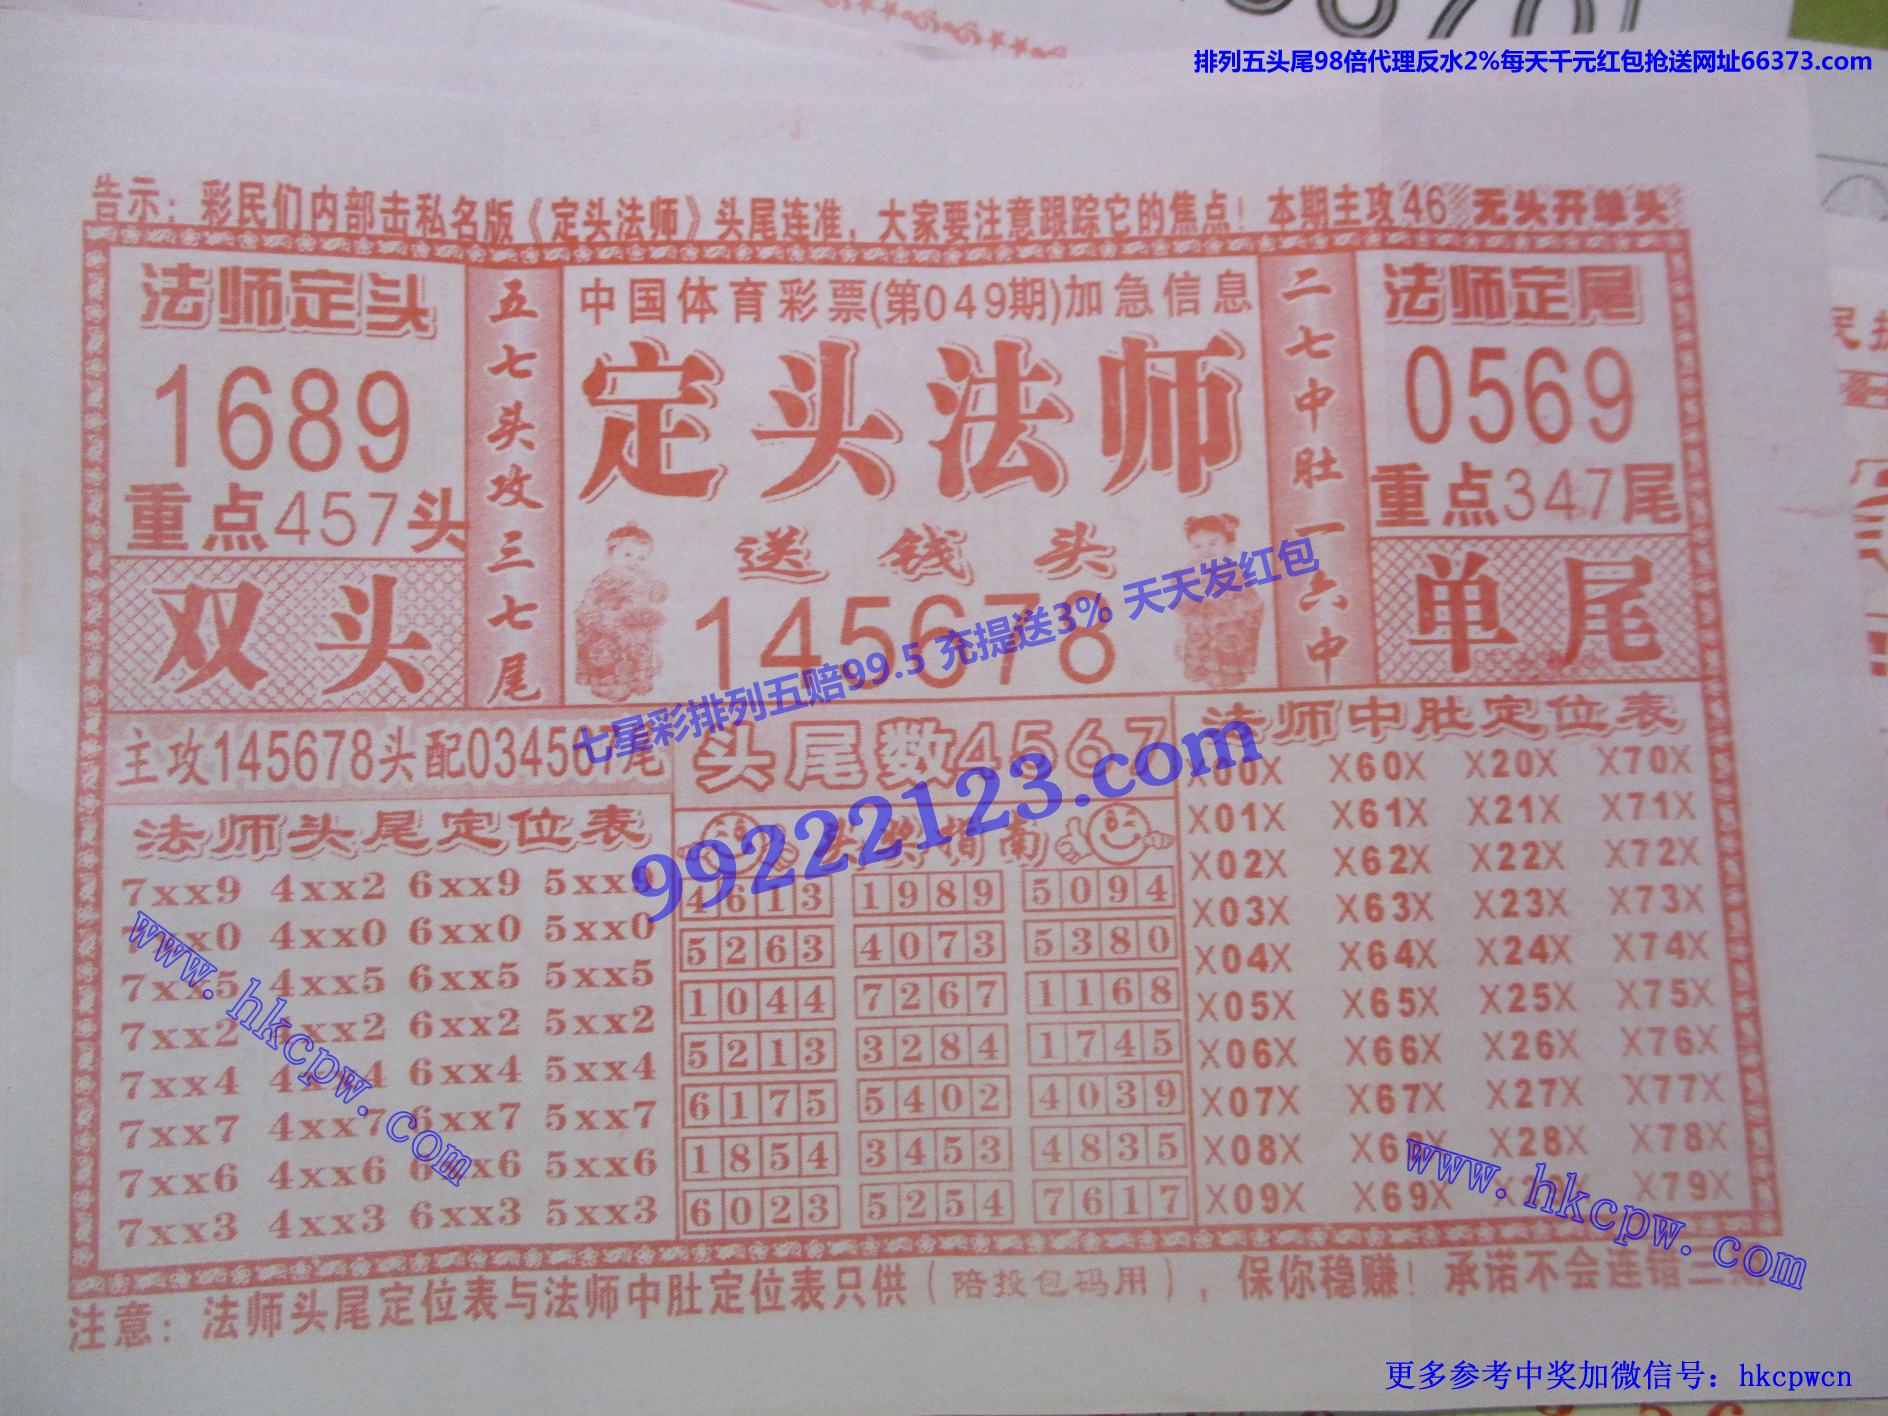 排列五头尾98倍代理反水2%每天千元红包抢送网址66373.com
告示：彩民们内部击私名版《定头法师》头尾连准，大家要注意跟踪它的焦点！本期主攻46 无头开单头
法师定头
1689
重点457头
双头
五七头攻三七尾
中国体育彩票(第049期)加急信息
定头法师
送钱头
145678
二七中肚一六中
法师定尾
0569
重点347尾
单尾
七星彩排列五赔99.5 充提送3% 天天发红包
99222123.com
主攻145678头配034567尾
法师头尾定位表
7xx9 4xx2 6xx9 5xx9
7xx0 4xx0 6xx0 5xx0
7xx5 4xx5 6xx5 5xx5
7xx2 4xx2 6xx2 5xx2
7xx4 4xx4 6xx4 5xx4
7xx7 4xx7 6xx7 5xx7
7xx6 4xx6 6xx6 5xx6
7xx3 4xx3 6xx3 5xx3
头尾数4567
头奖指南
4613 1989 5094
5263 4073 5380
1044 7267 1168
5213 3284 1745
6175 5402 4039
1854 3453 4835
6023 5254 7617
法师中肚定位表
X00X X60X X20X X70X
X01X X61X X21X X71X
X02X X62X X22X X72X
X03X X63X X23X X73X
X04X X64X X24X X74X
X05X X65X X25X X75X
X06X X66X X26X X76X
X07X X67X X27X X77X
X08X X68X X28X X78X
X09X X69X X29X X79X
www.hkcpw.com
www.hkcpw.com
注意：法师头尾定位表与法师中肚定位表只供（陪投包码用），保你稳赚！承诺不会连错三
更多参考中奖加微信号：hkcpwcn